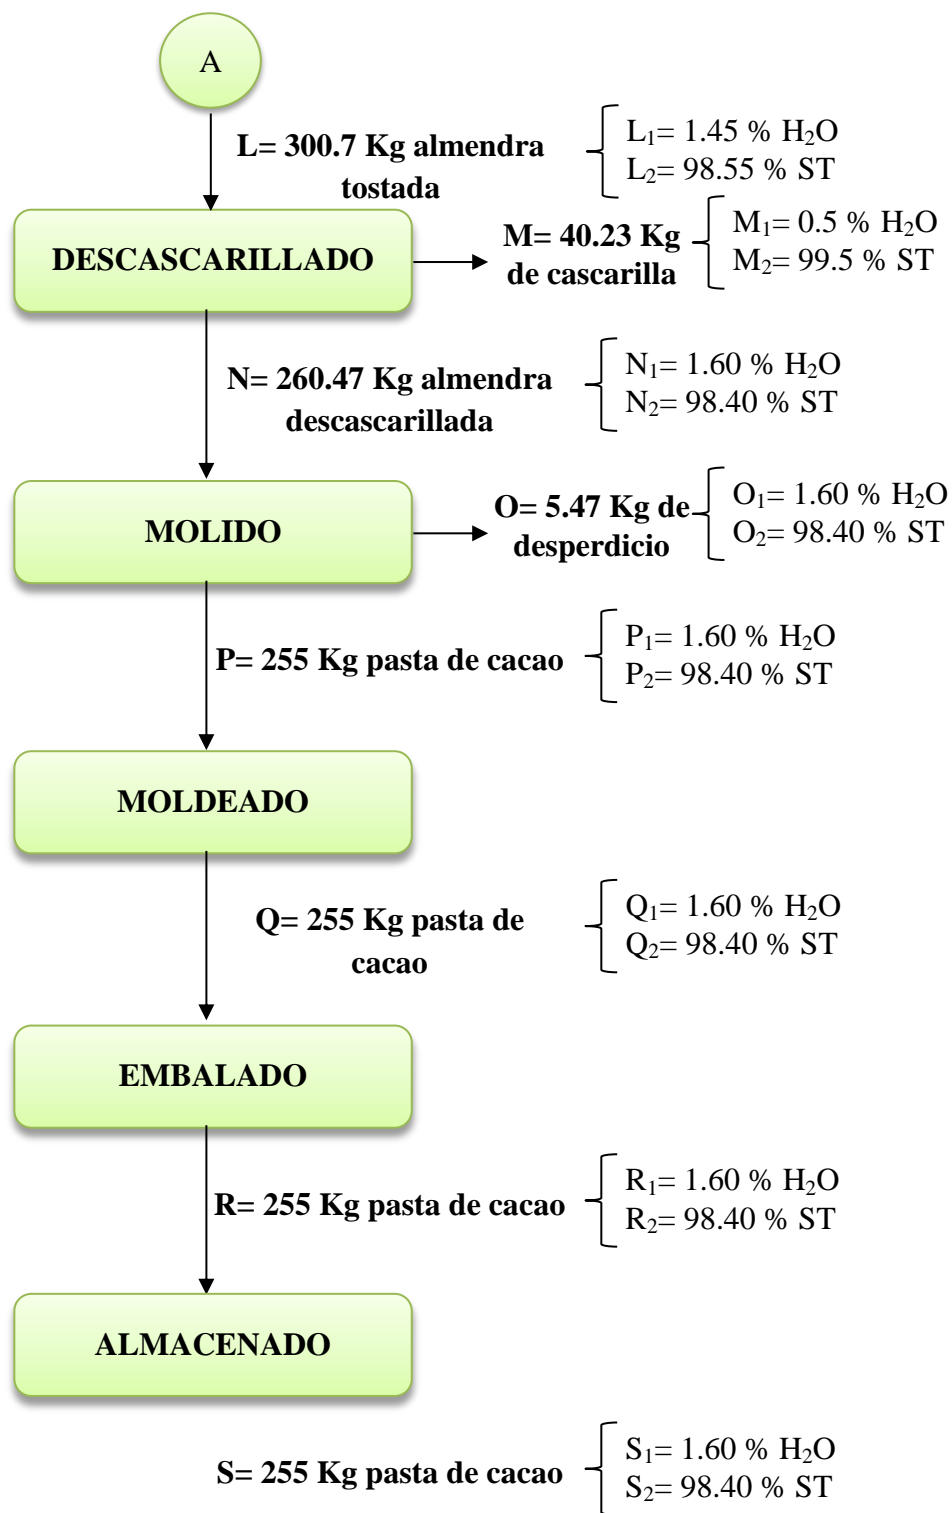 A
L= 300.7 Kg almendra
tostada
L₁= 1.45 % H₂O
L₂= 98.55 % ST
DESCASCARILLADO
M= 40.23 Kg
de cascarilla
M₁= 0.5 % H₂O
M₂= 99.5 % ST
N= 260.47 Kg almendra
descascarillada
N₁= 1.60 % H₂O
N₂= 98.40 % ST
MOLIDO
O= 5.47 Kg de
desperdicio
O₁= 1.60 % H₂O
O₂= 98.40 % ST
P= 255 Kg pasta de cacao
P₁= 1.60 % H₂O
P₂= 98.40 % ST
MOLDEADO
Q= 255 Kg pasta de
cacao
Q₁= 1.60 % H₂O
Q₂= 98.40 % ST
EMBALADO
R= 255 Kg pasta de cacao
R₁= 1.60 % H₂O
R₂= 98.40 % ST
ALMACENADO
S= 255 Kg pasta de cacao
S₁= 1.60 % H₂O
S₂= 98.40 % ST